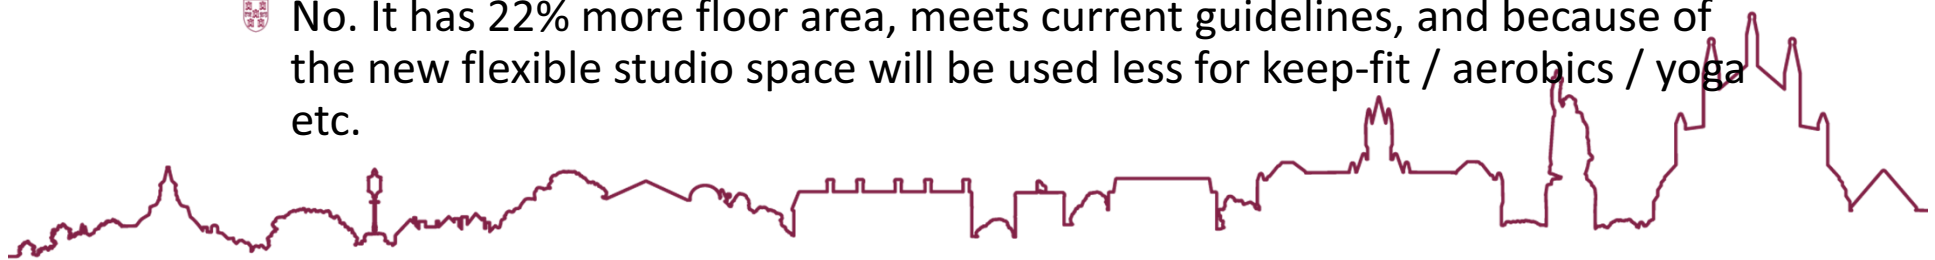 No. It has 22% more floor area, meets current guidelines, and because of
the new flexible studio space will be used less for keep-fit / aerobics / yoga
etc.